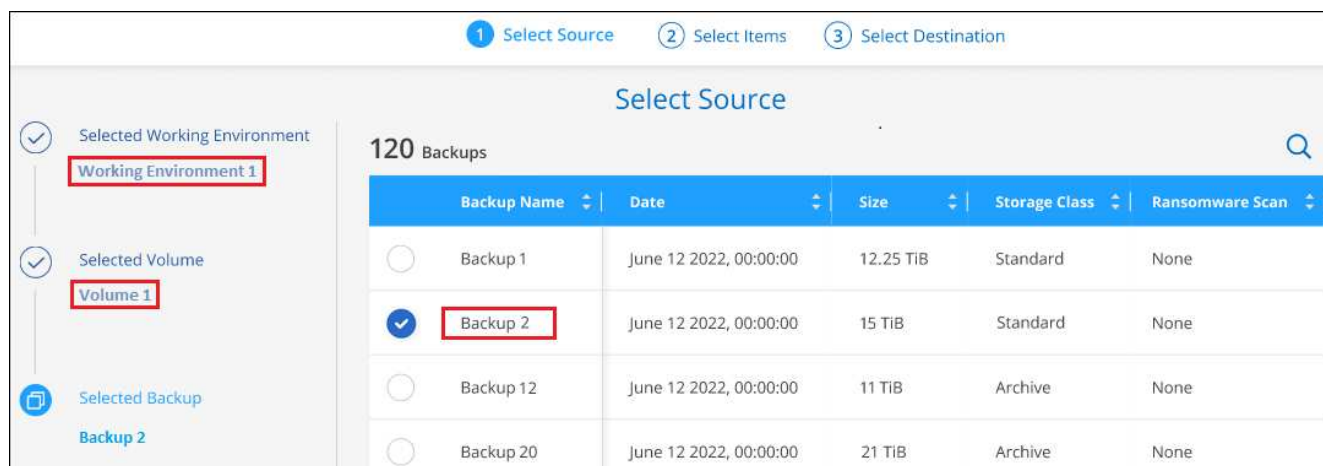 1 Select Source 2 Select Items 3 Select Destination
Select Source
Selected Working Environment
Working Environment 1
Selected Volume
Volume 1
Selected Backup
Backup 2
120 Backups
Backup Name Date Size Storage Class Ransomware Scan
Backup 1 June 12 2022, 00:00:00 12.25 TiB Standard None
Backup 2 June 12 2022, 00:00:00 15 TiB Standard None
Backup 12 June 12 2022, 00:00:00 11 TiB Archive None
Backup 20 June 12 2022, 00:00:00 21 TiB Archive None